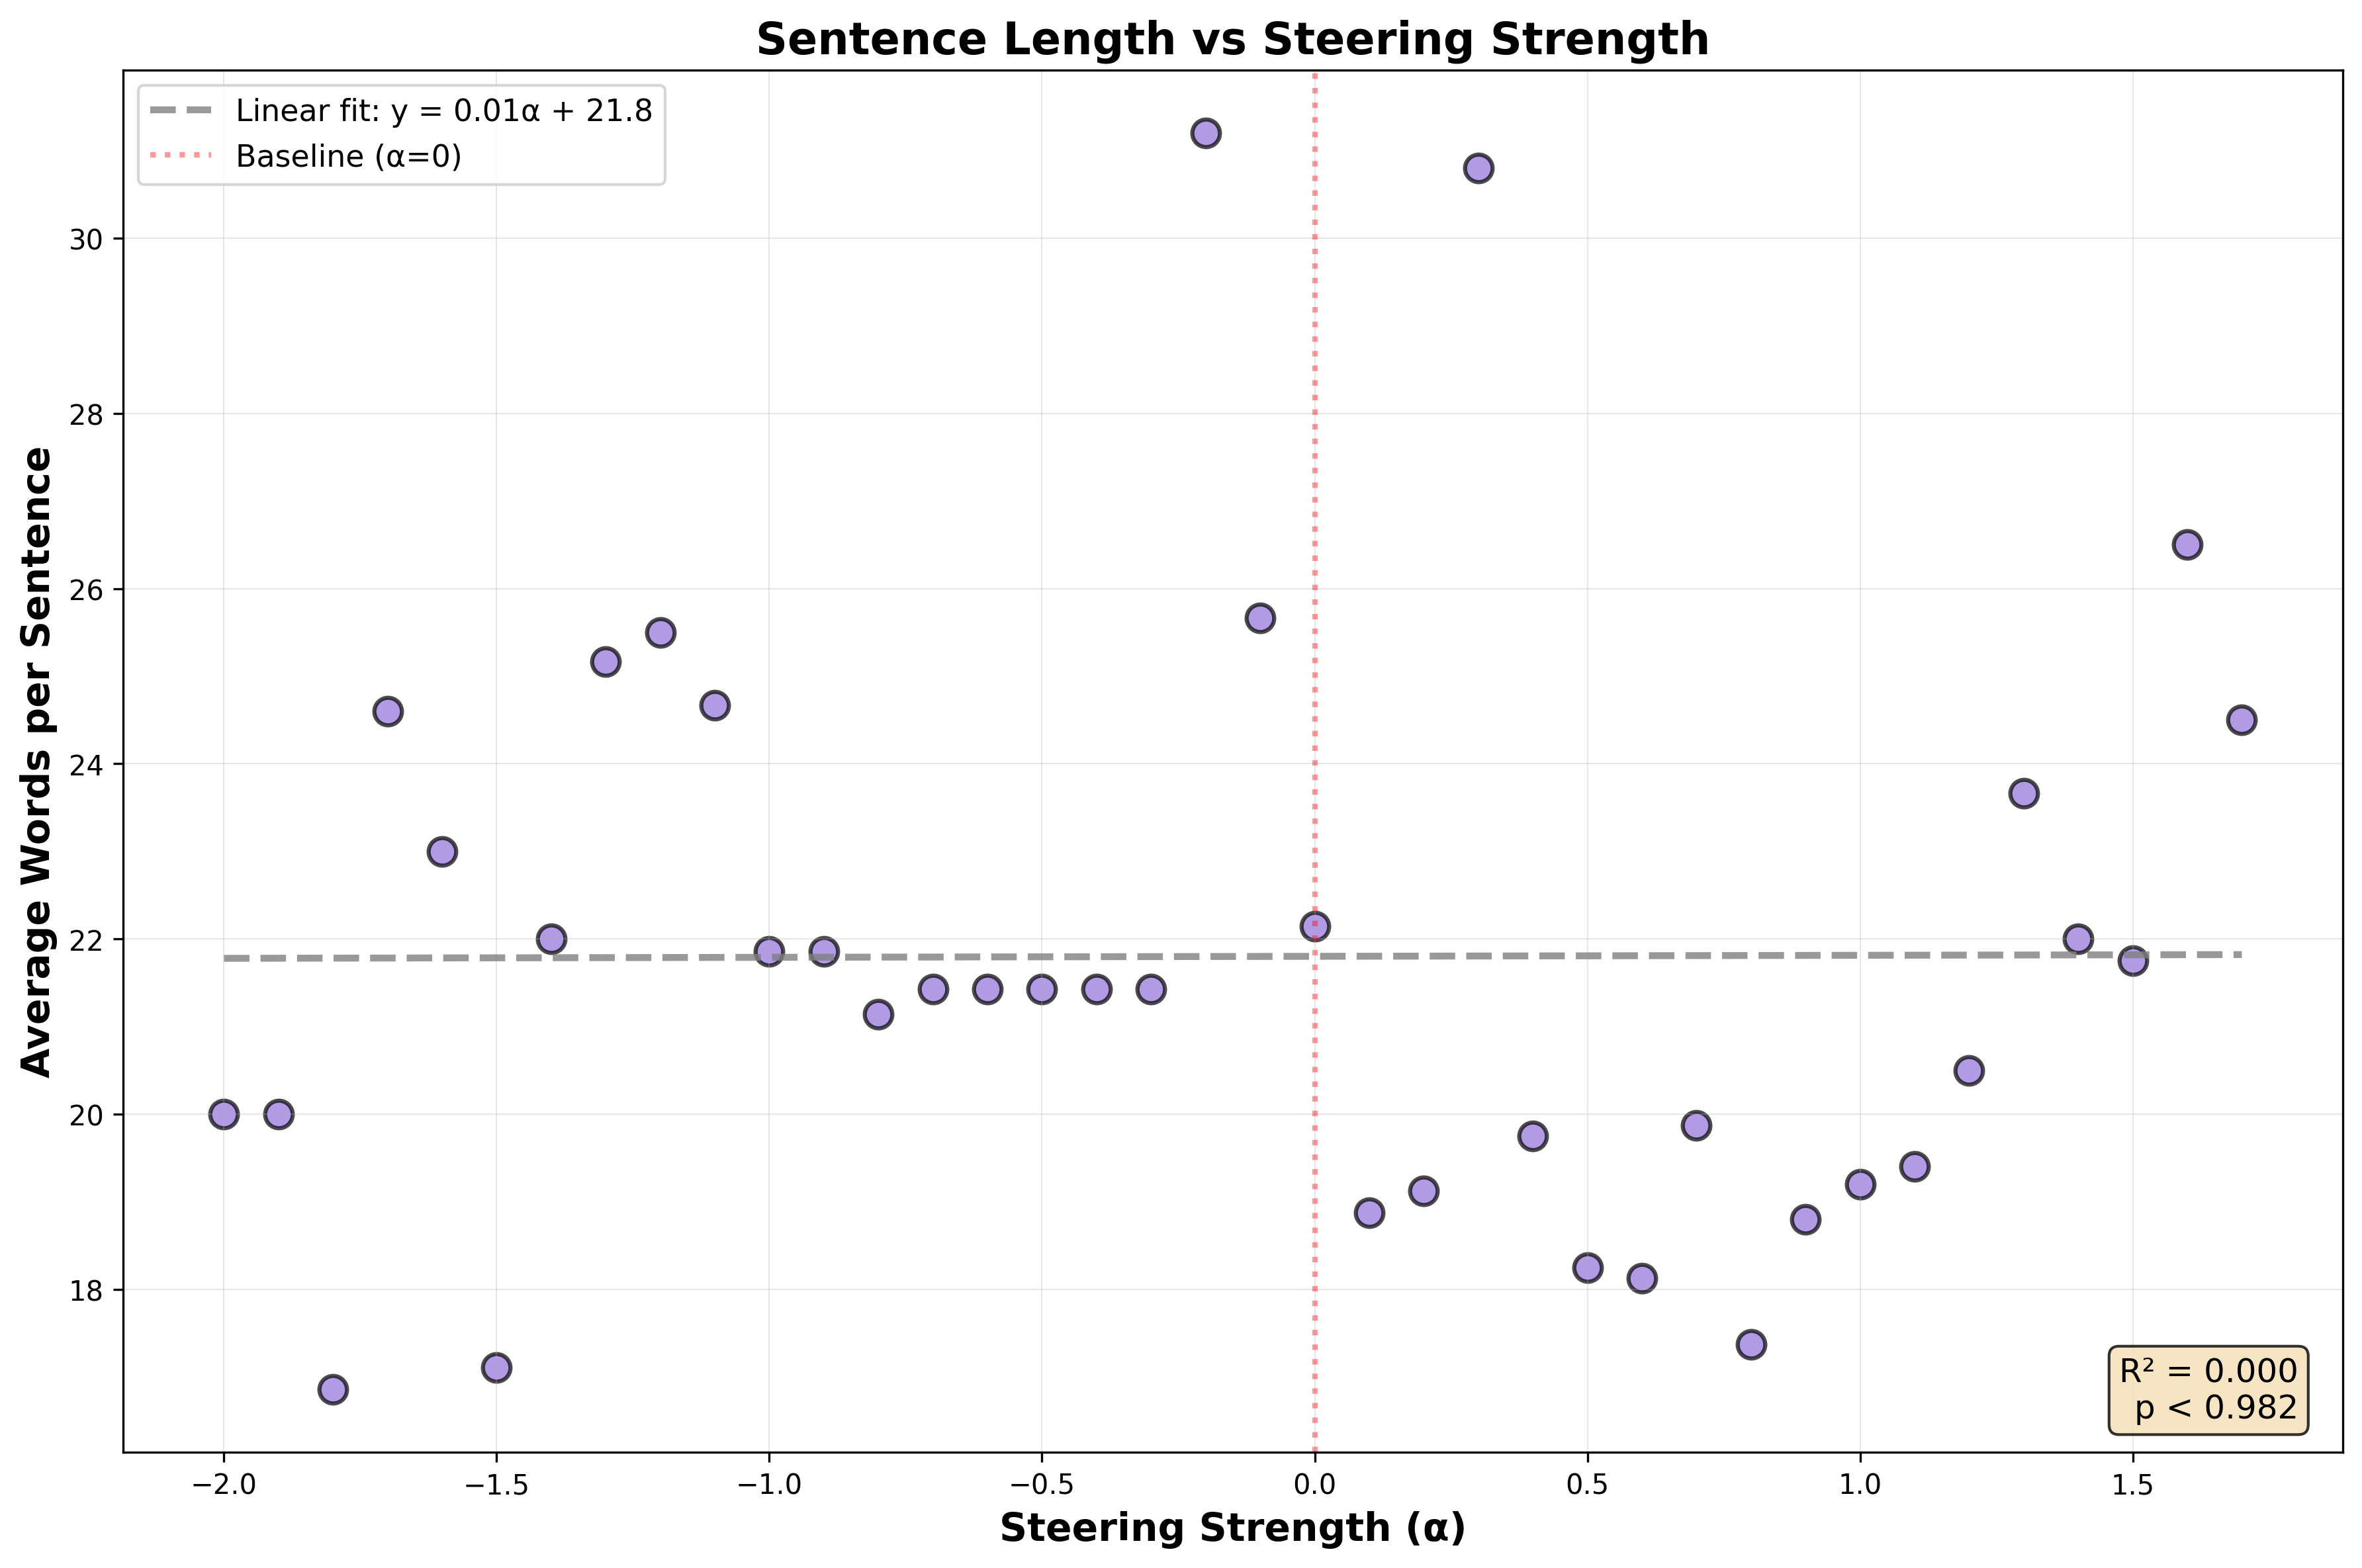 Sentence Length vs Steering Strength
Linear fit: y = 0.01α + 21.8
Baseline (α=0)
Average Words per Sentence
30
28
26
24
22
20
18
R² = 0.000
p < 0.982
−2.0 −1.5 −1.0 −0.5 0.0 0.5 1.0 1.5
Steering Strength (α)